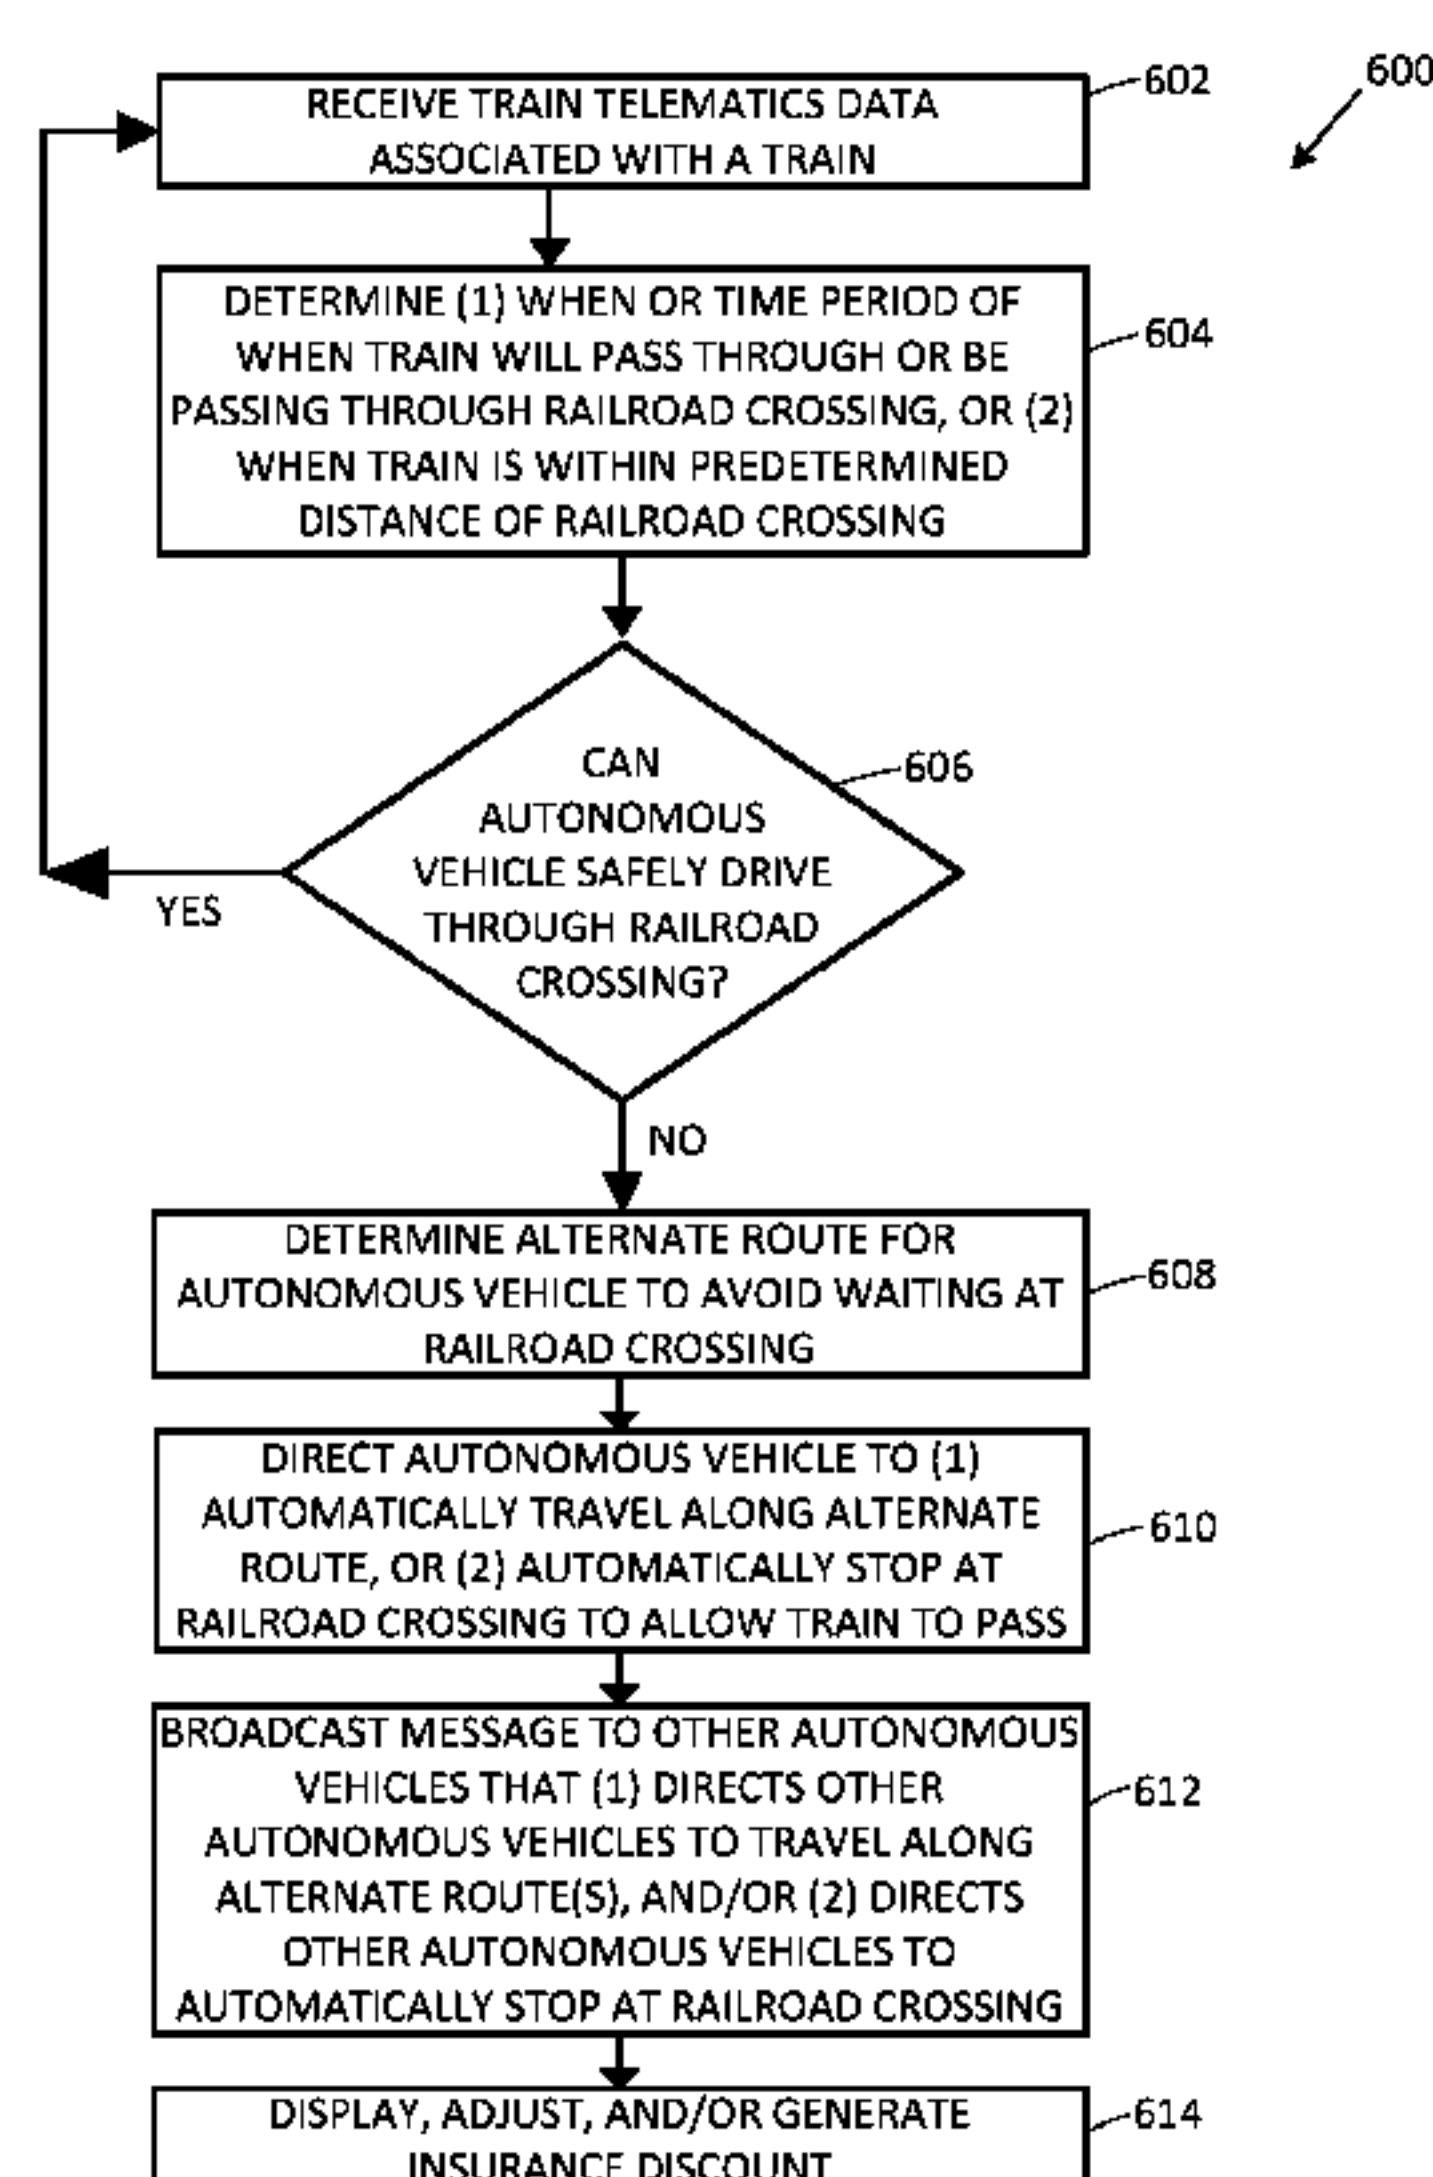 600
602
RECEIVE TRAIN TELEMATICS DATA
ASSOCIATED WITH A TRAIN
604
DETERMINE (1) WHEN OR TIME PERIOD OF
WHEN TRAIN WILL PASS THROUGH OR BE
PASSING THROUGH RAILROAD CROSSING, OR (2)
WHEN TRAIN IS WITHIN PREDETERMINED
DISTANCE OF RAILROAD CROSSING
606
CAN
AUTONOMOUS
VEHICLE SAFELY DRIVE
THROUGH RAILROAD
CROSSING?
YES
NO
608
DETERMINE ALTERNATE ROUTE FOR
AUTONOMOUS VEHICLE TO AVOID WAITING AT
RAILROAD CROSSING
610
DIRECT AUTONOMOUS VEHICLE TO (1)
AUTOMATICALLY TRAVEL ALONG ALTERNATE
ROUTE, OR (2) AUTOMATICALLY STOP AT
RAILROAD CROSSING TO ALLOW TRAIN TO PASS
612
BROADCAST MESSAGE TO OTHER AUTONOMOUS
VEHICLES THAT (1) DIRECTS OTHER
AUTONOMOUS VEHICLES TO TRAVEL ALONG
ALTERNATE ROUTE(S), AND/OR (2) DIRECTS
OTHER AUTONOMOUS VEHICLES TO
AUTOMATICALLY STOP AT RAILROAD CROSSING
614
DISPLAY, ADJUST, AND/OR GENERATE
INSURANCE DISCOUNT